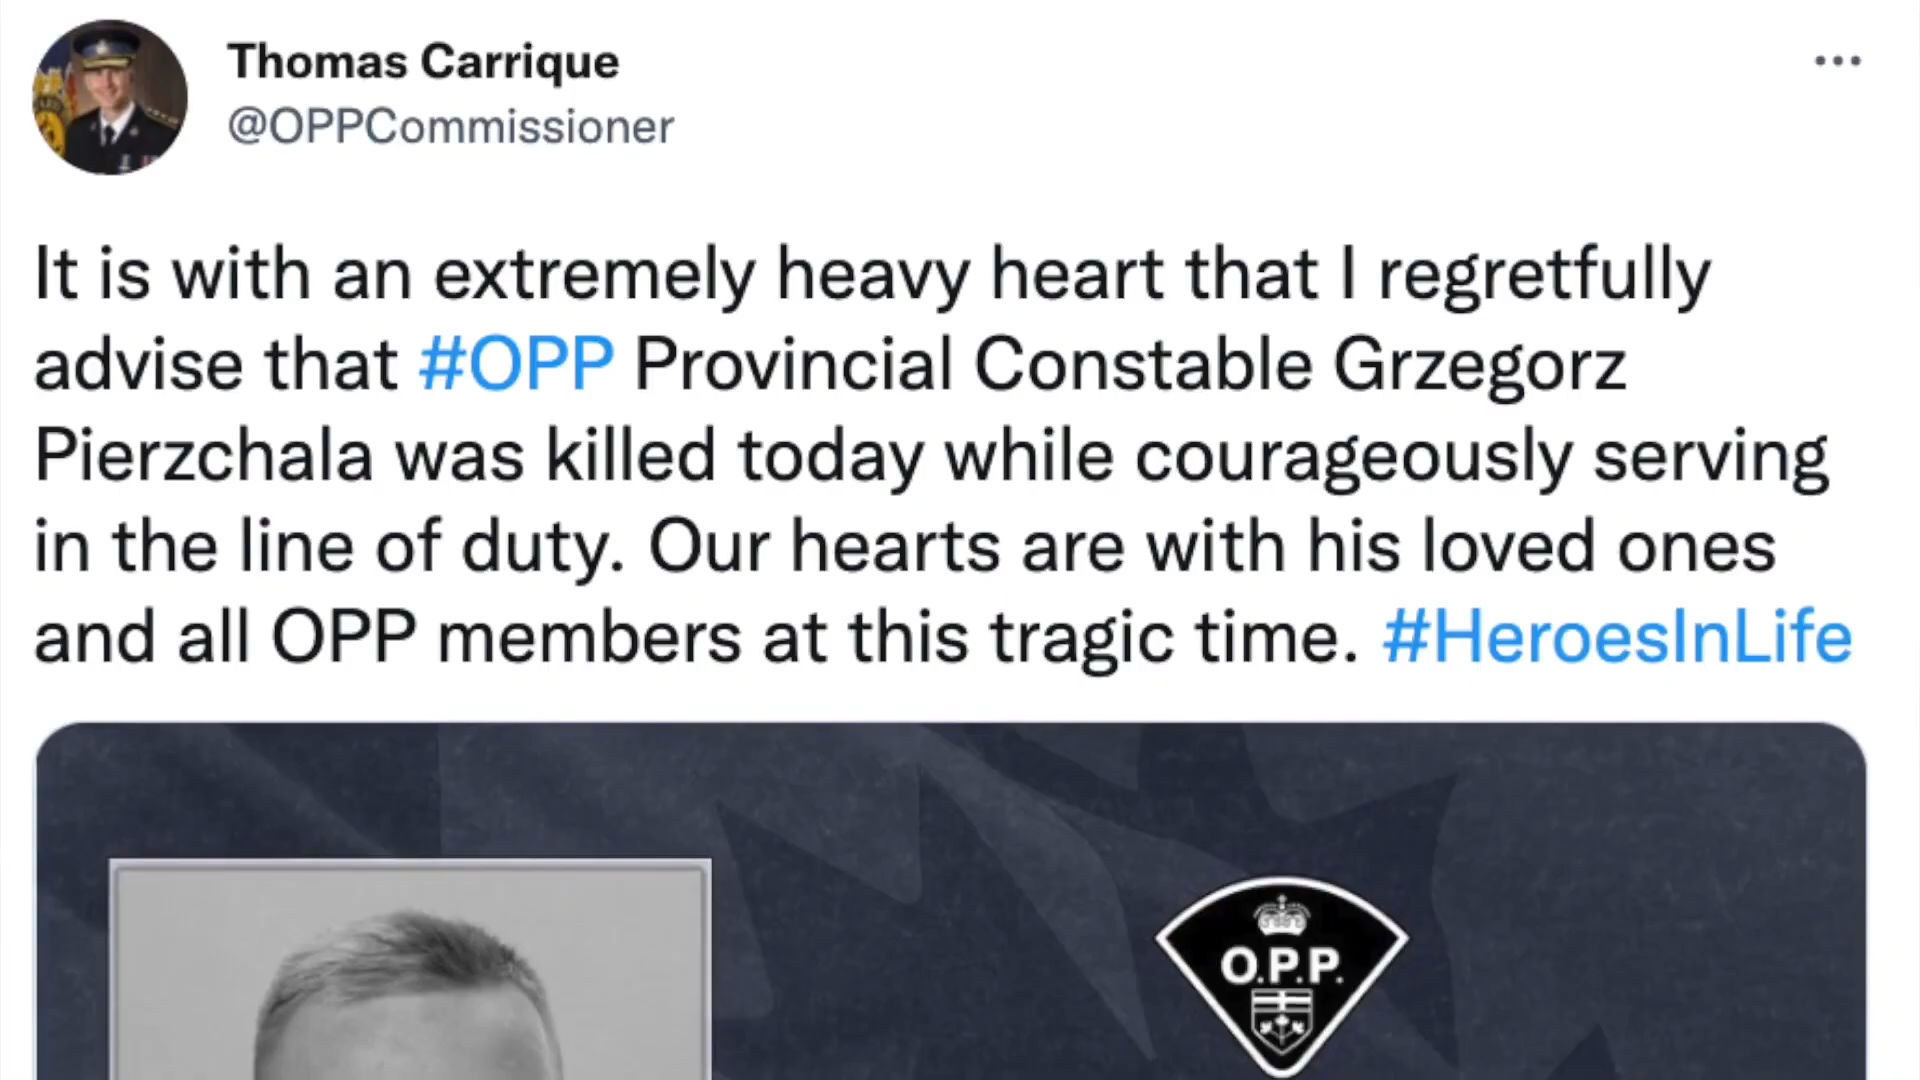 Thomas Carrique
@OPPCommissioner
It is with an extremely heavy heart that I regretfully
advise that #OPP Provincial Constable Grzegorz
Pierzchala was killed today while courageously serving
in the line of duty. Our hearts are with his loved ones
and all OPP members at this tragic time. #HeroesInLife
O.P.P.